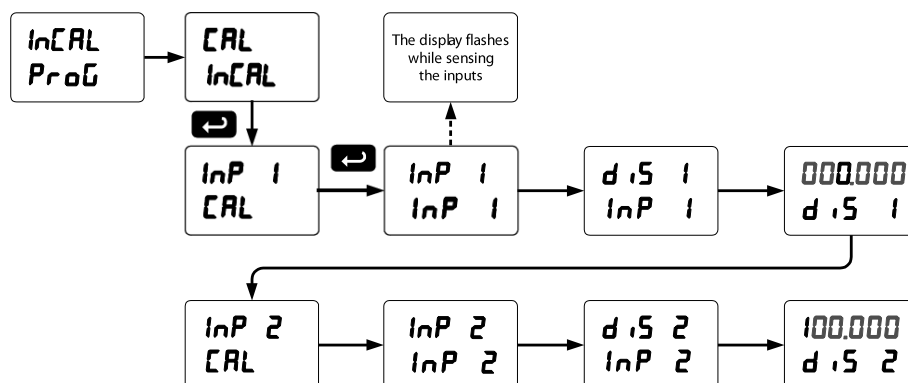 InCAL
ProG
CAL
InCAL
The display flashes
while sensing
the inputs
InP 1
CAL
InP 1
InP 1
diS 1
InP 1
000.000
diS 1
InP 2
CAL
InP 2
InP 2
diS 2
InP 2
100.000
diS 2